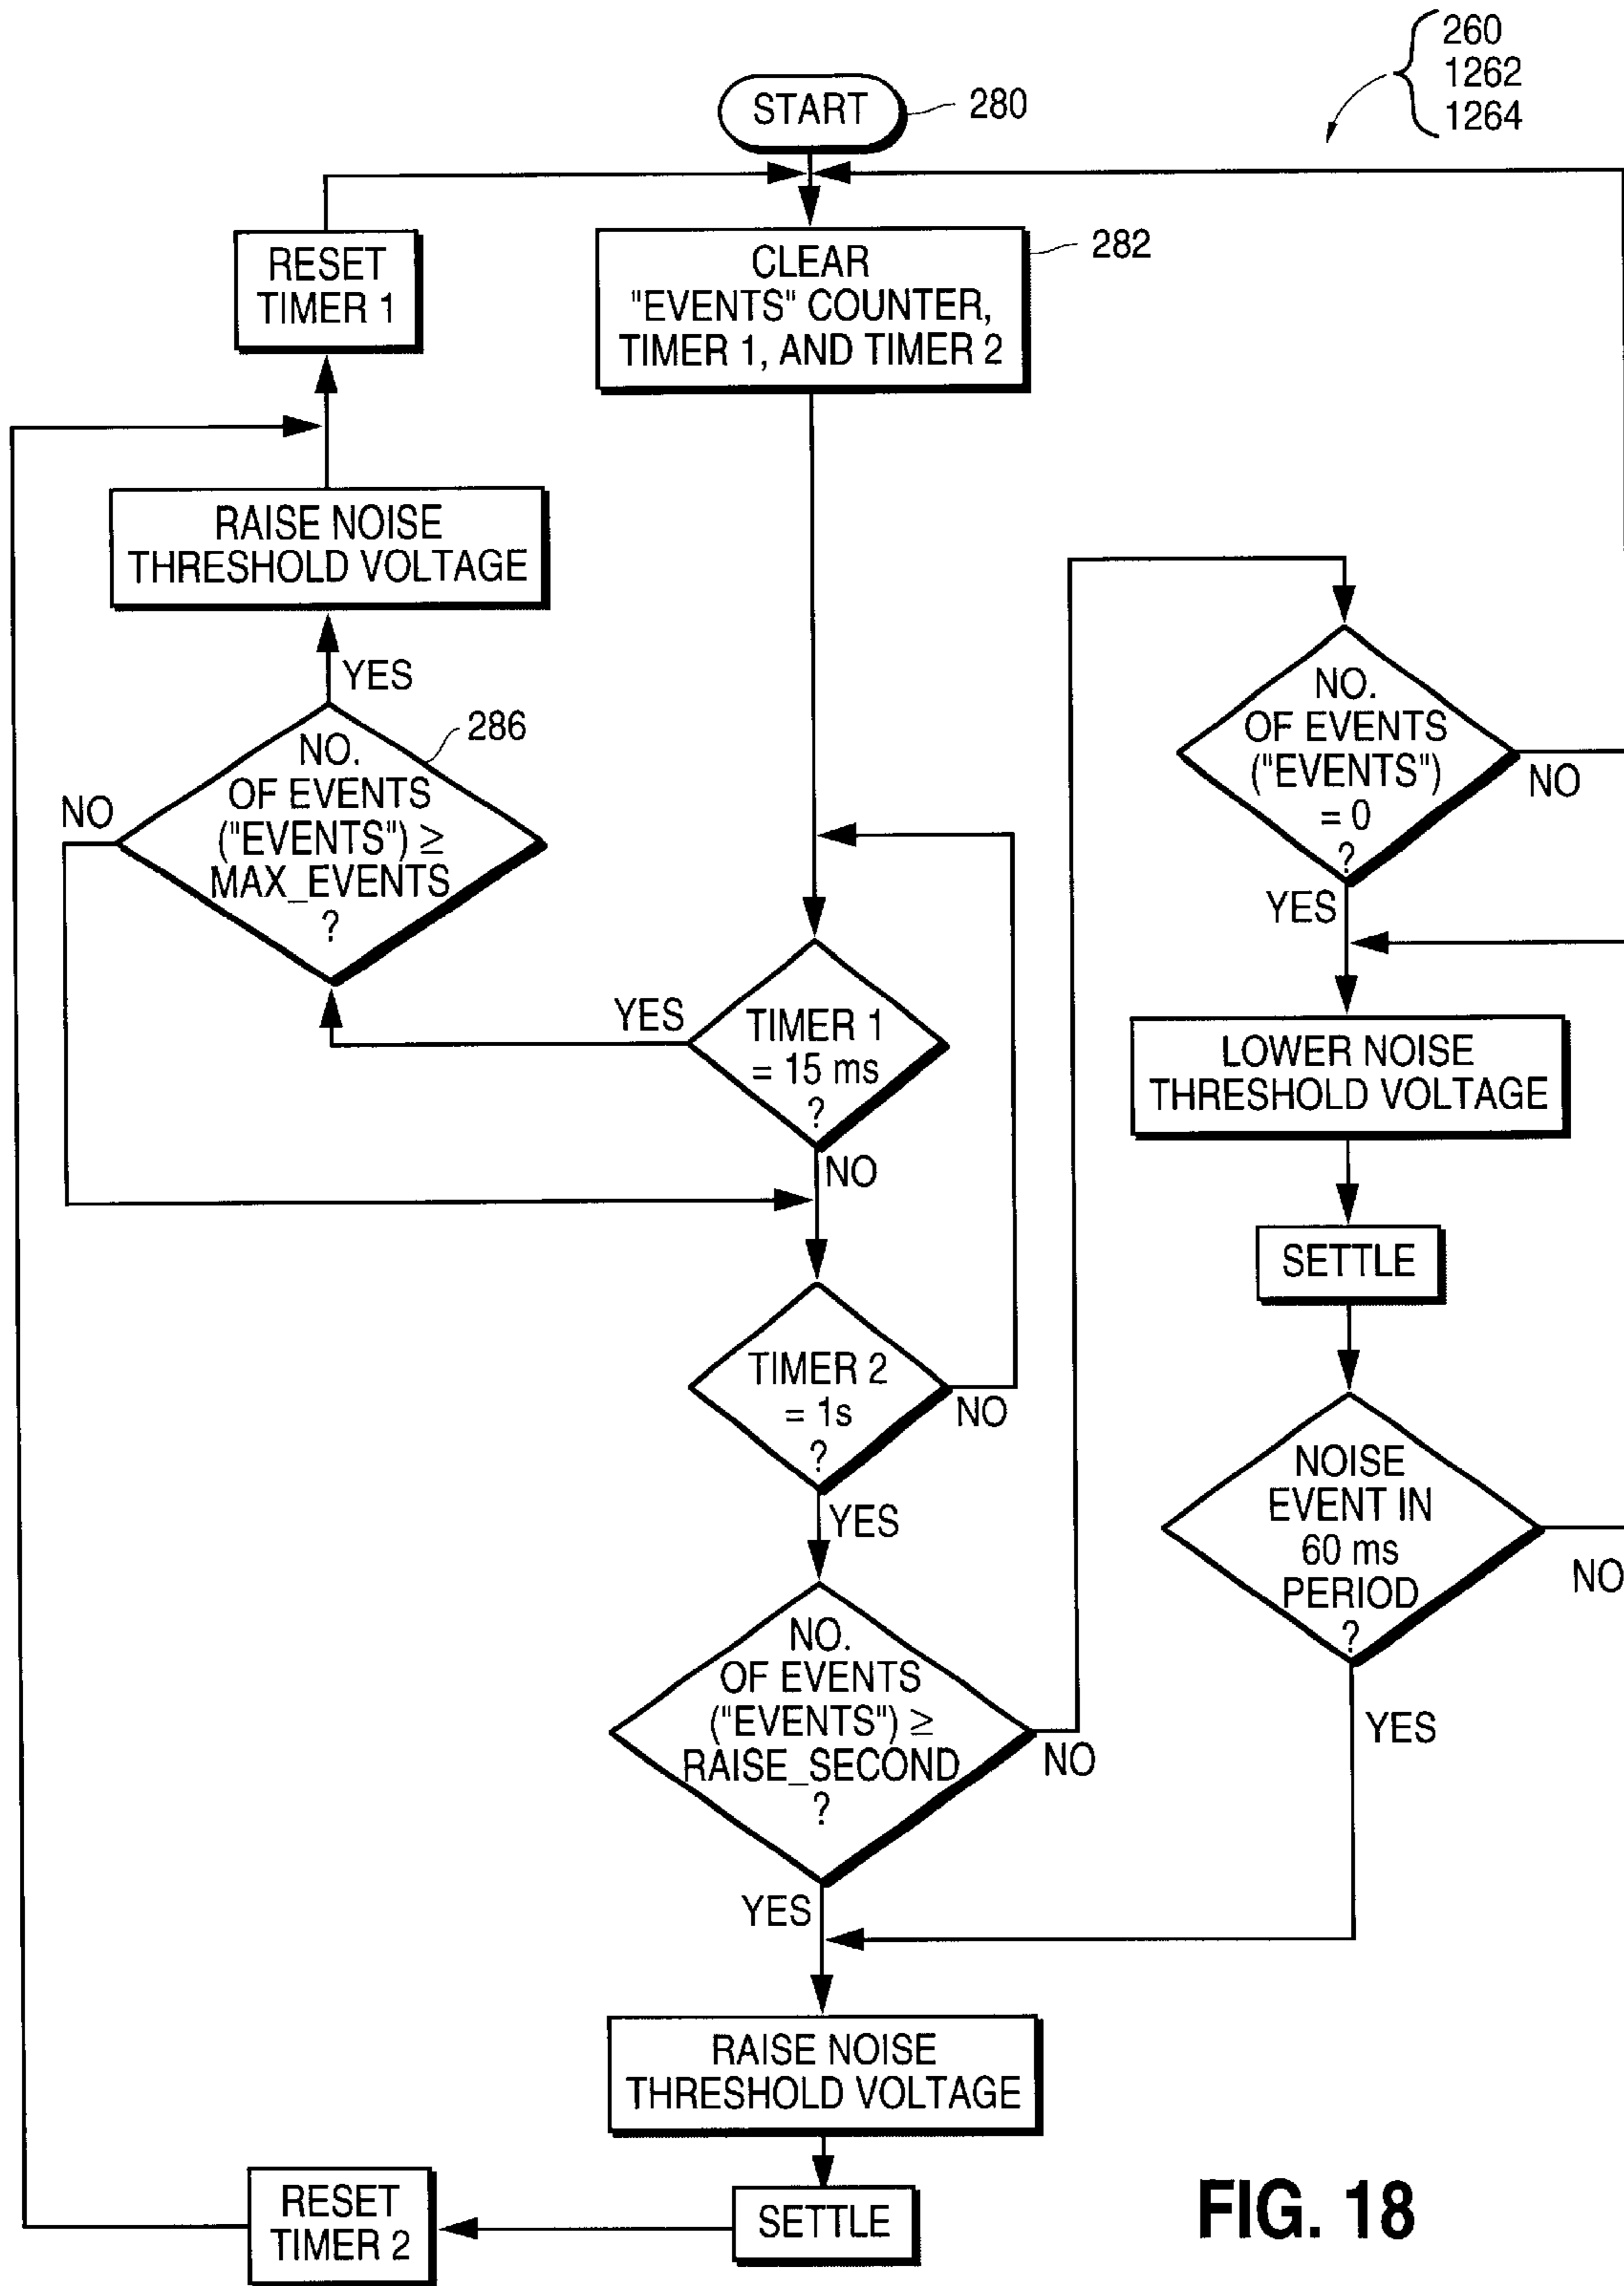 260
1262
1264
START
280
RESET
TIMER 1
CLEAR
"EVENTS" COUNTER,
TIMER 1, AND TIMER 2
282
RAISE NOISE
THRESHOLD VOLTAGE
YES
286
NO.
OF EVENTS
("EVENTS") ≥
MAX_EVENTS
?
NO
NO.
OF EVENTS
("EVENTS")
= 0
?
NO
YES
TIMER 1
= 15 ms
?
YES
NO
LOWER NOISE
THRESHOLD VOLTAGE
SETTLE
TIMER 2
= 1s
?
NO
YES
NOISE
EVENT IN
60 ms
PERIOD
?
NO
YES
NO.
OF EVENTS
("EVENTS") ≥
RAISE_SECOND
?
NO
YES
RAISE NOISE
THRESHOLD VOLTAGE
SETTLE
RESET
TIMER 2
FIG. 18